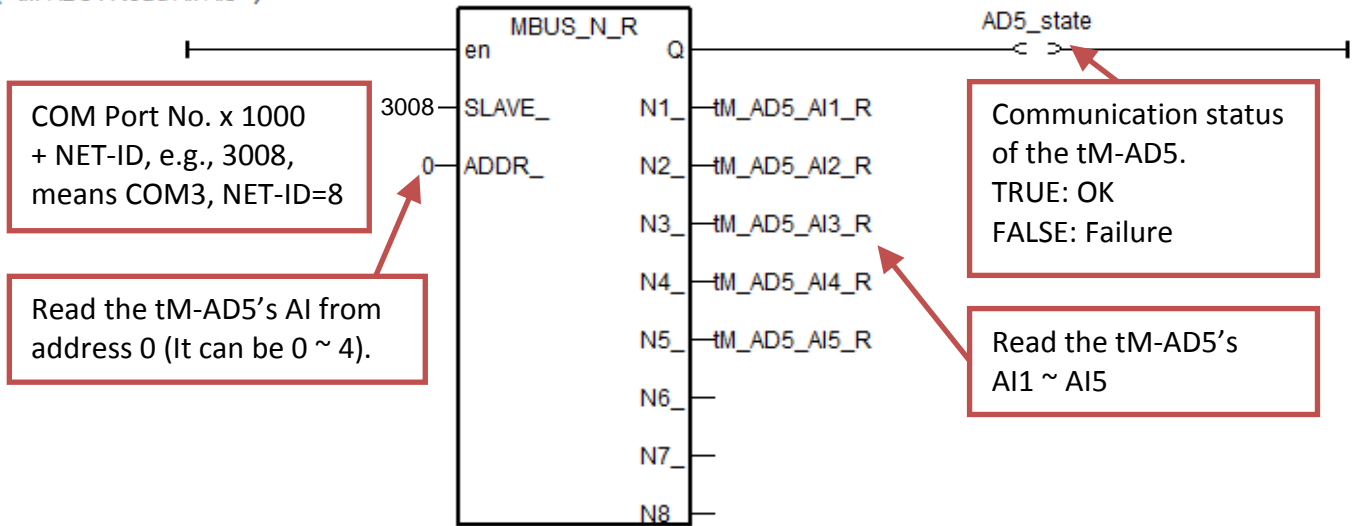 MBUS_N_R
AD5_state
en
Q
COM Port No. x 1000
+ NET-ID, e.g., 3008,
means COM3, NET-ID=8
3008
SLAVE_
N1_
tM_AD5_AI1_R
Communication status
of the tM-AD5.
TRUE: OK
FALSE: Failure
0
ADDR_
N2_
tM_AD5_AI2_R
N3_
tM_AD5_AI3_R
Read the tM-AD5's AI from
address 0 (It can be 0 ~ 4).
N4_
tM_AD5_AI4_R
N5_
tM_AD5_AI5_R
Read the tM-AD5's
AI1 ~ AI5
N6_
N7_
N8